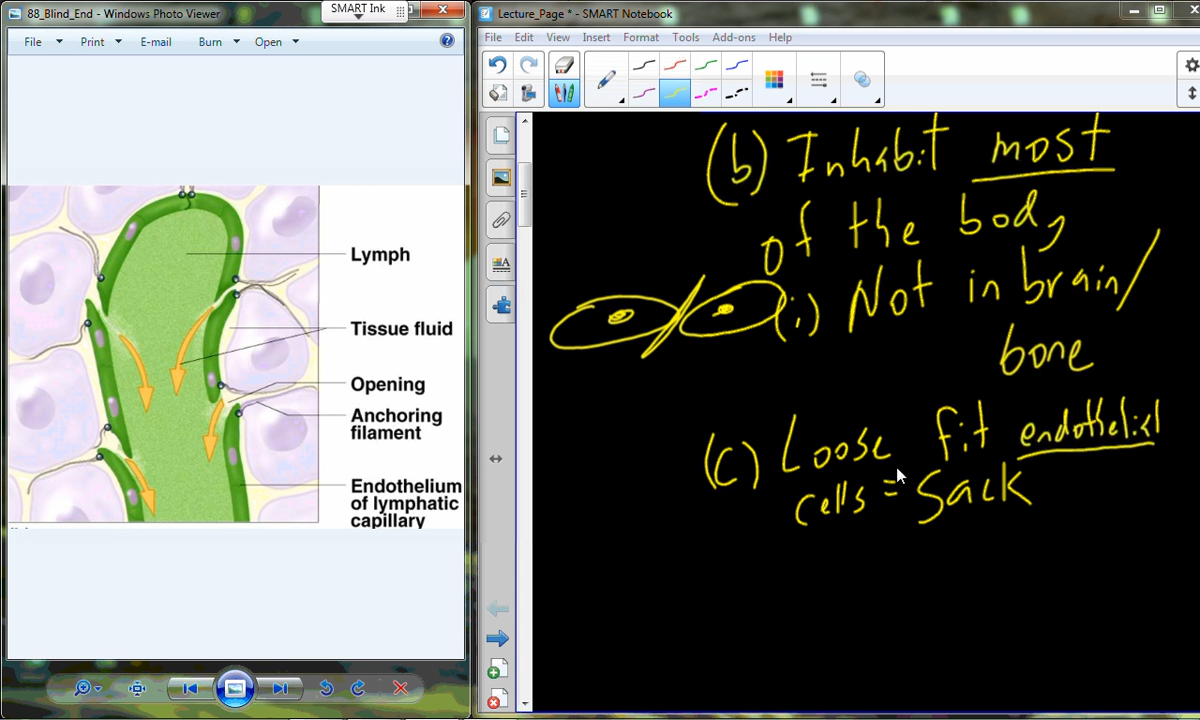 88_Blind_End - Windows Photo Viewer
SMART Ink
File Print E-mail Burn Open
Lymph
Tissue fluid
Opening
Anchoring
filament
Endothelium
of lymphatic
capillary
Lecture_Page * - SMART Notebook
File Edit View Insert Format Tools Add-ons Help
(b) Inhabit most
of the body
(i) Not in brain/
bone
(c) Loose fit endothelial
cells = Sack